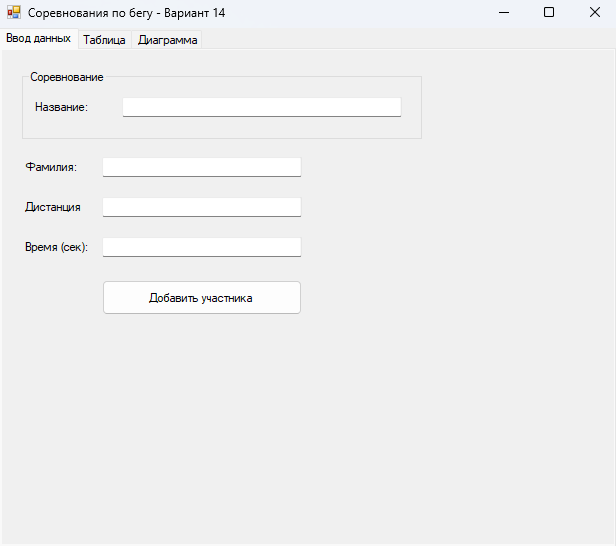 Соревнования по бегу - Вариант 14
Ввод данных Таблица Диаграмма
Соревнование
Название:
Фамилия:
Дистанция
Время (сек):
Добавить участника